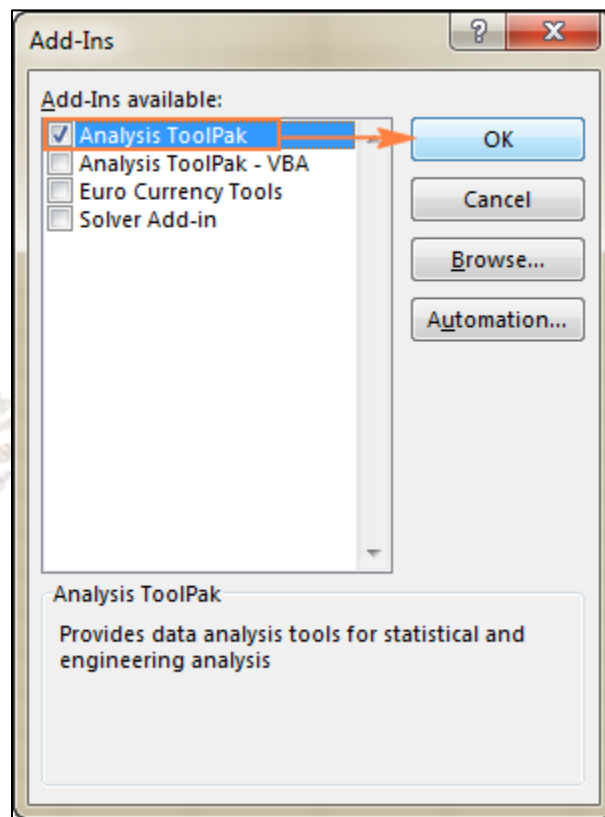 Add-Ins
?
X
Add-Ins available:
Analysis ToolPak
OK
Analysis ToolPak - VBA
Euro Currency Tools
Cancel
Solver Add-in
Browse...
Automation...
Analysis ToolPak
Provides data analysis tools for statistical and
engineering analysis